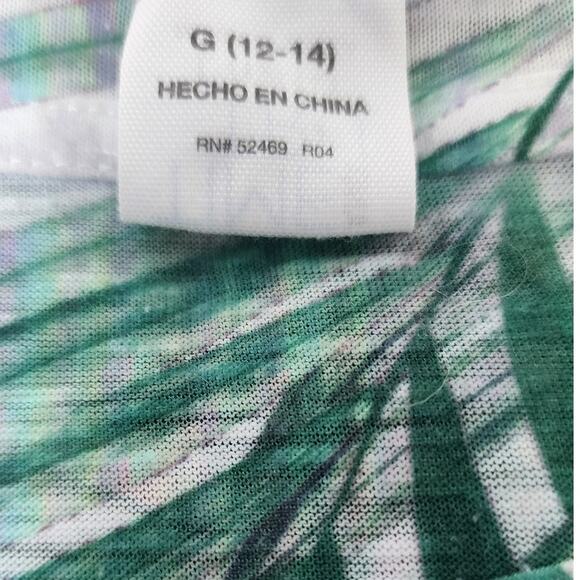 G (12-14)
HECHO EN CHINA
RN# 52469 R04